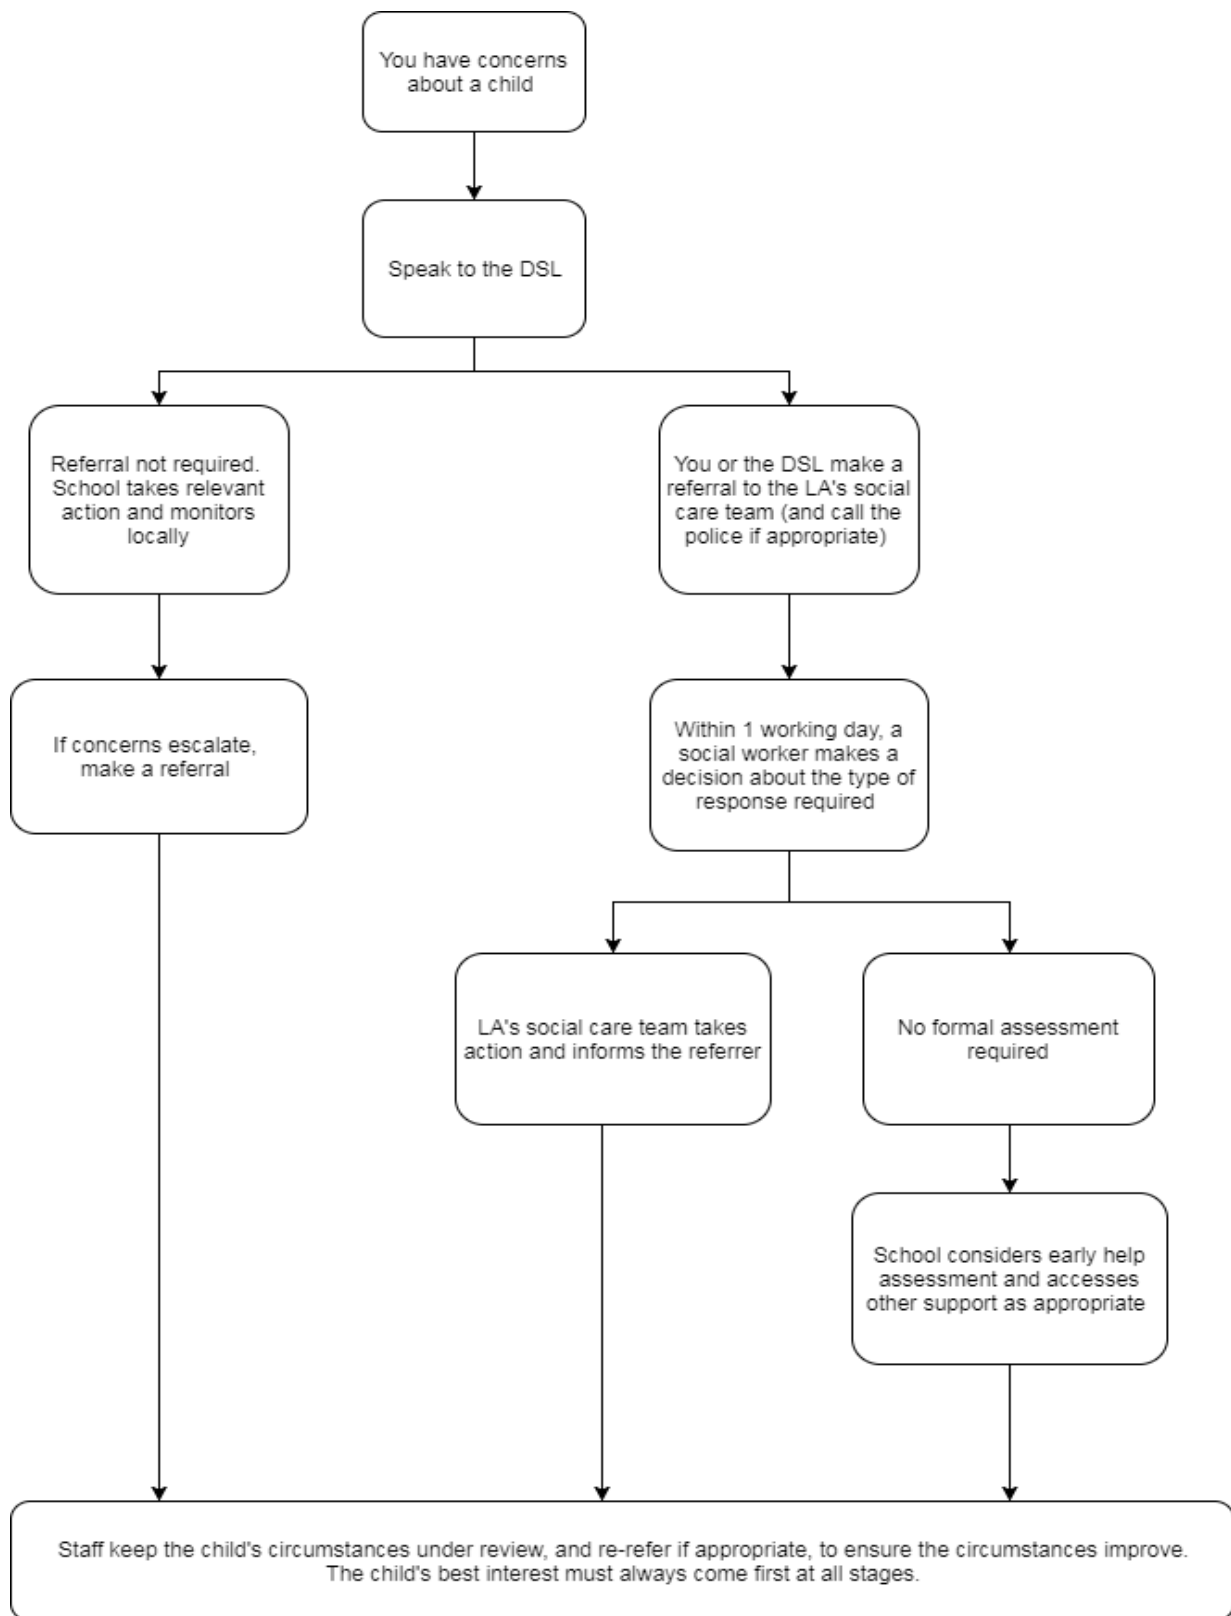 You have concerns
about a child
Speak to the DSL
Referral not required.
School takes relevant
action and monitors
locally
You or the DSL make a
referral to the LA's social
care team (and call the
police if appropriate)
If concerns escalate,
make a referral
Within 1 working day, a
social worker makes a
decision about the type of
response required
LA's social care team takes
action and informs the referrer
No formal assessment
required
School considers early help
assessment and accesses
other support as appropriate
Staff keep the child's circumstances under review, and re-refer if appropriate, to ensure the circumstances improve.
The child's best interest must always come first at all stages.